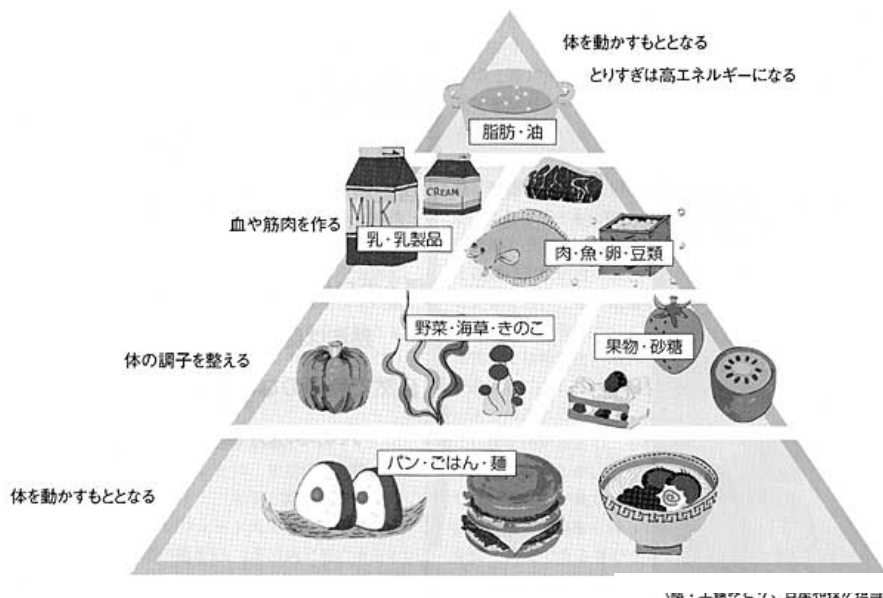 体を動かすもととなる
とりすぎは高エネルギーになる
脂肪・油
CREAM
MILK
血や筋肉を作る
乳・乳製品
肉・魚・卵・豆類
野菜・海草・きのこ
果物・砂糖
体の調子を整える
パン・ごはん・麺
体を動かすもととなる